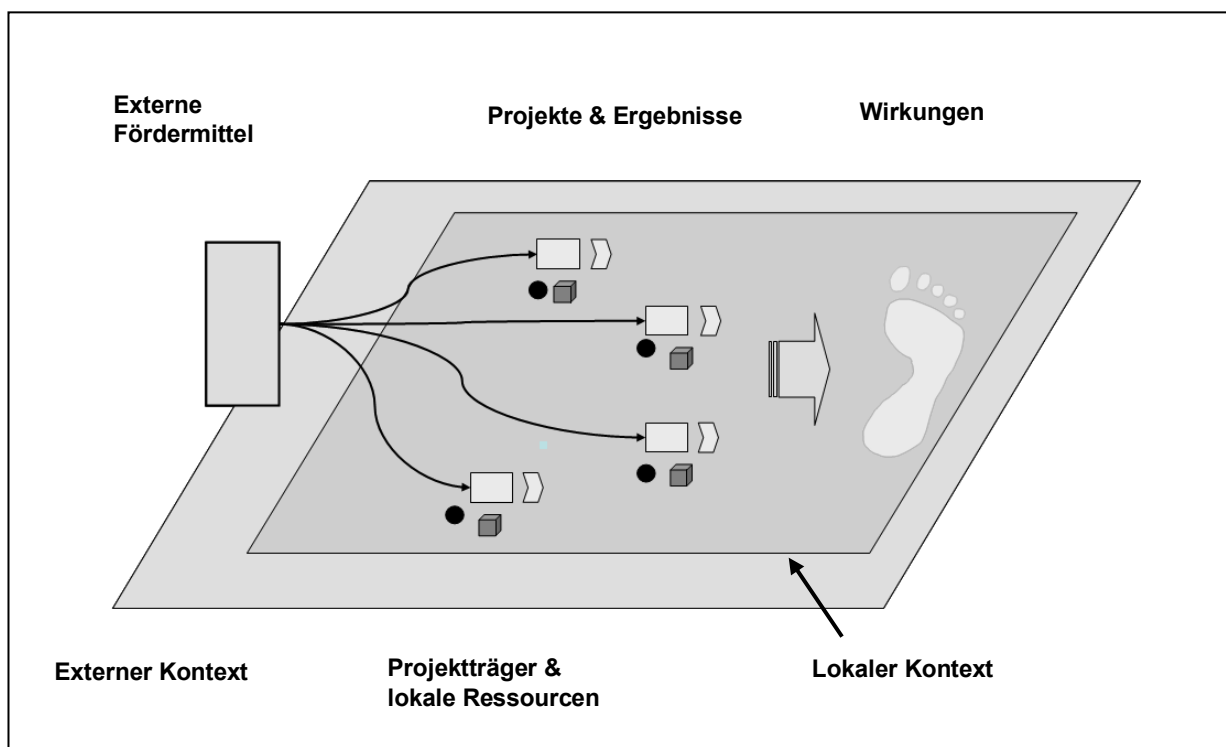 Externe
Fördermittel
Projekte & Ergebnisse
Wirkungen
Externer Kontext
Projektträger &
lokale Ressourcen
Lokaler Kontext